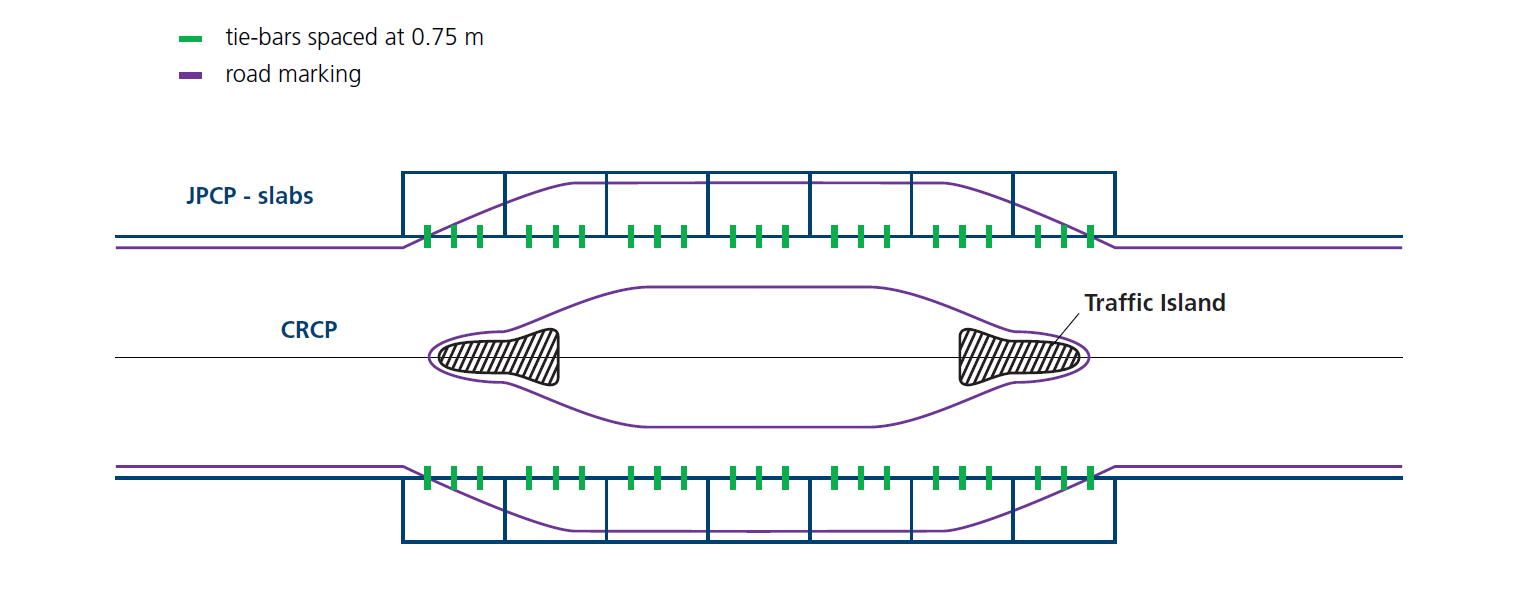 tie-bars spaced at 0.75 m
road marking
JPCP - slabs
Traffic Island
CRCP